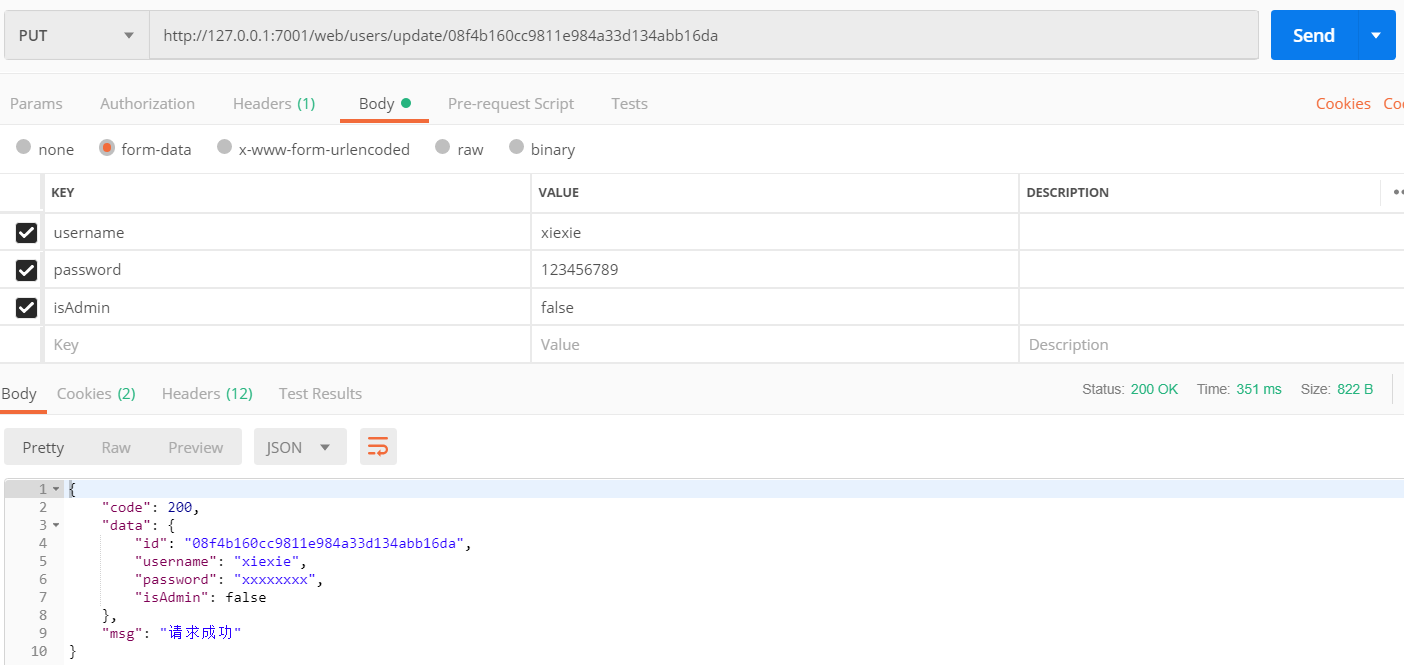 PUT http://127.0.0.1:7001/web/users/update/08f4b160cc9811e984a33d134abb16da Send
Params Authorization Headers (1) Body Pre-request Script Tests Cookies Co
none form-data x-www-form-urlencoded raw binary
KEY VALUE DESCRIPTION
username xiexie
password 123456789
isAdmin false
Key Value Description
Body Cookies (2) Headers (12) Test Results Status: 200 OK Time: 351 ms Size: 822 B
Pretty Raw Preview JSON
1 {
2 "code": 200,
3 "data": {
4 "id": "08f4b160cc9811e984a33d134abb16da",
5 "username": "xiexie",
6 "password": "xxxxxxxx",
7 "isAdmin": false
8 },
9 "msg": "请求成功"
10 }